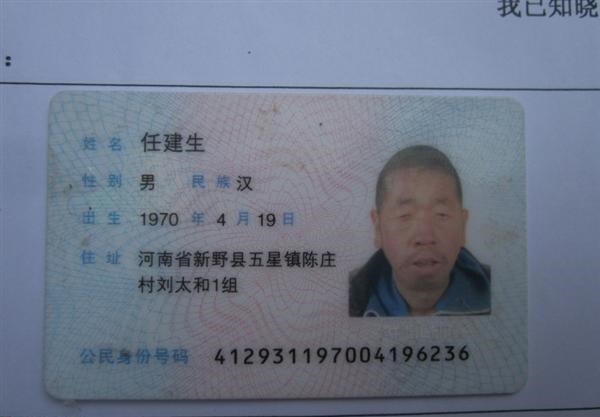 我已知晓
:
姓名 任建生
性别 男 民族 汉
出生 1970 年 4 月 19 日
住址 河南省新野县五星镇陈庄
村刘太和1组
公民身份号码 412931197004196236